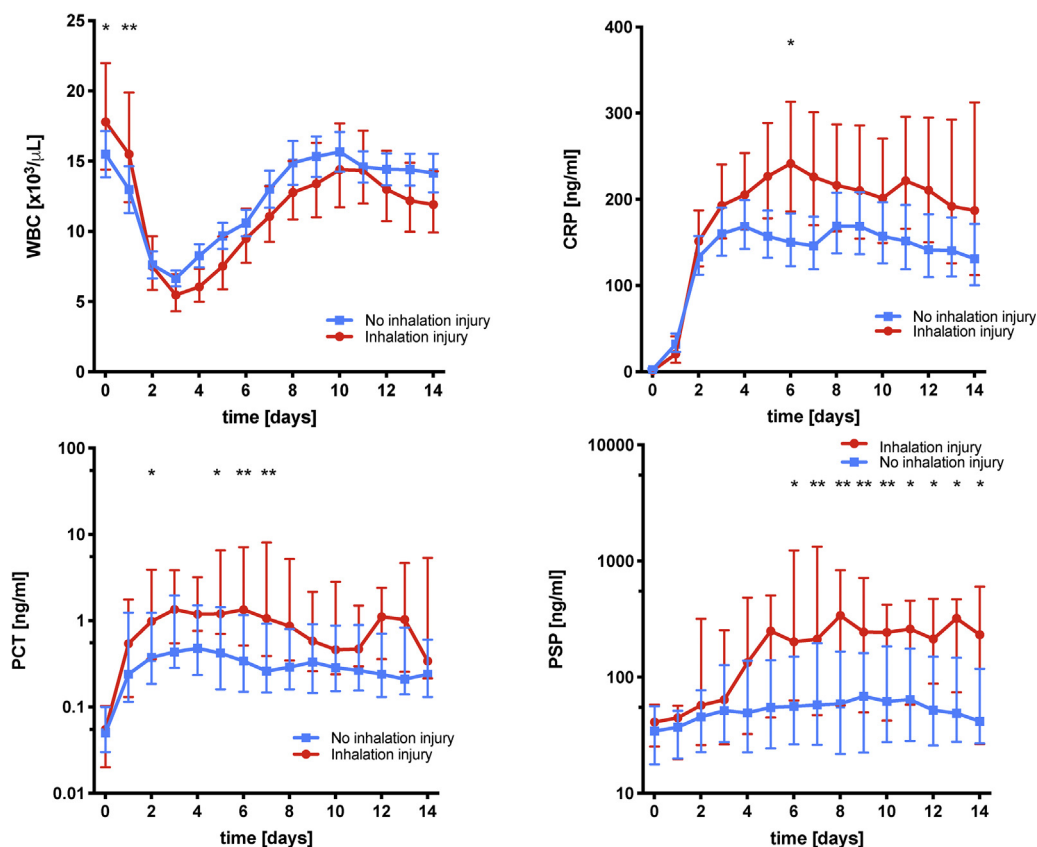 * **
25
20
15
10
5
0
WBC [x10³/µL]
No inhalation injury
Inhalation injury
0 2 4 6 8 10 12 14
time [days]
*
400
300
200
100
0
CRP [ng/ml]
No inhalation injury
Inhalation injury
0 2 4 6 8 10 12 14
time [days]
* * ** **
100
10
1
0.1
0.01
PCT [ng/ml]
No inhalation injury
Inhalation injury
0 2 4 6 8 10 12 14
time [days]
Inhalation injury
No inhalation injury
* ** ** ** ** * * * *
10000
1000
100
10
PSP [ng/ml]
0 2 4 6 8 10 12 14
time [days]